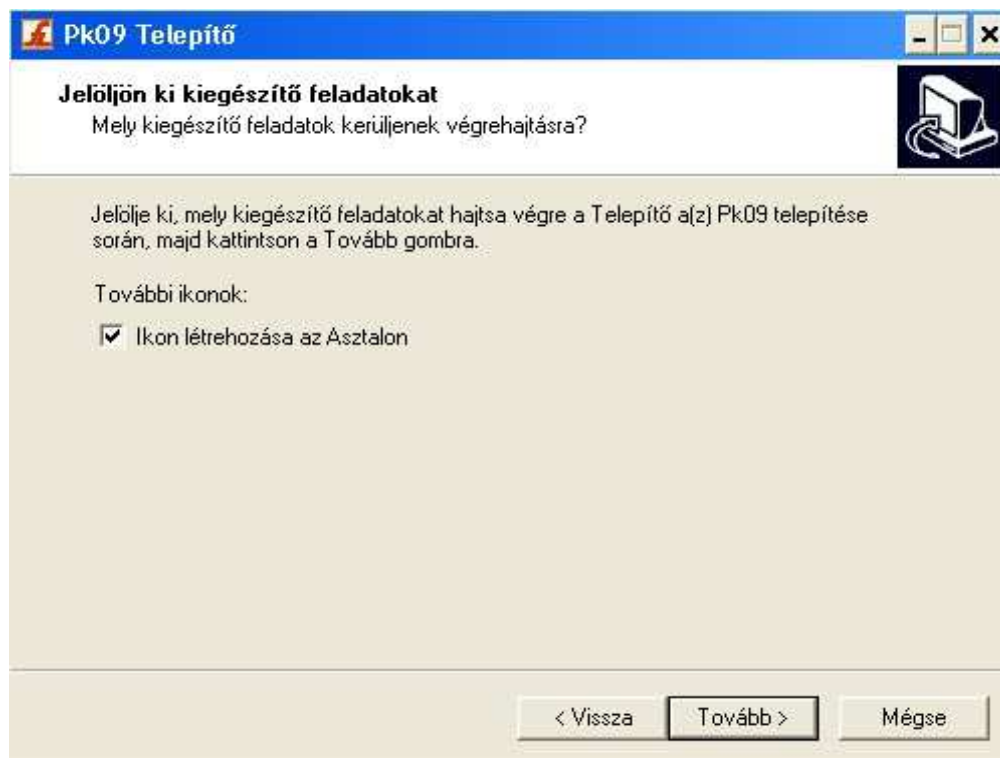 Pk09 Telepítő
Jelöljön ki kiegészítő feladatokat
Mely kiegészítő feladatok kerüljenek végrehajtásra?
Jelölje ki, mely kiegészítő feladatokat hajtsa végre a Telepítő a(z) Pk09 telepítése
során, majd kattintson a Tovább gombra.
További ikonok:
Ikon létrehozása az Asztalon
< Vissza
Tovább >
Mégse